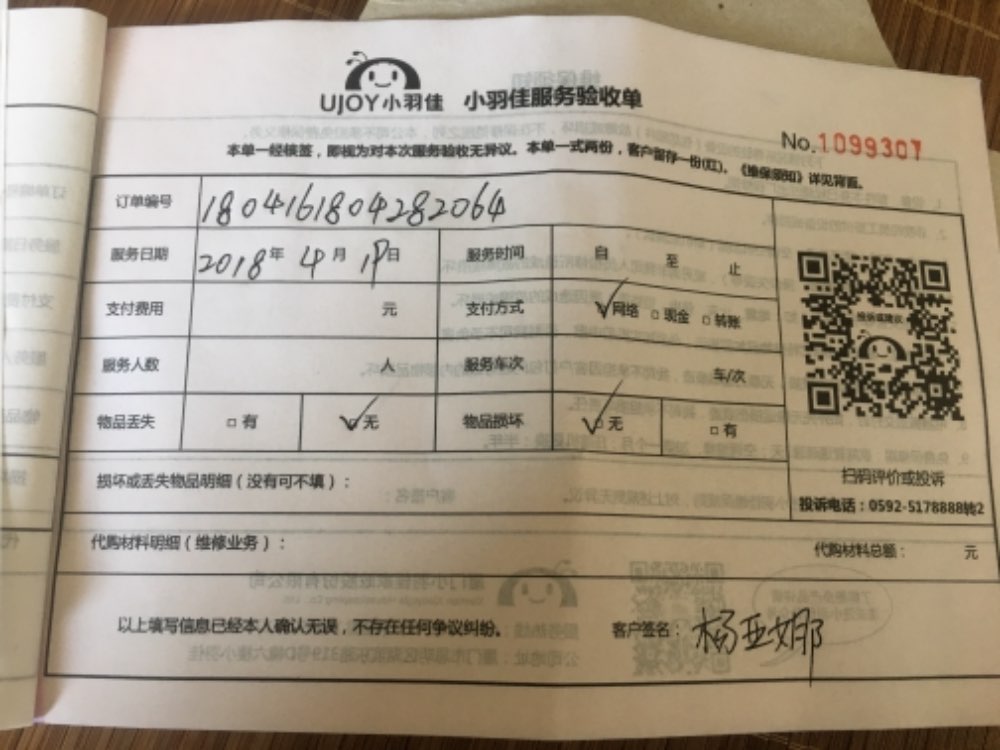 UJOY小羽佳 小羽佳服务验收单
No.1099307
本单一经核签，即视为对本次服务验收无异议。本单一式两份，客户留存一份(红)。《维保须知》详见背面。
订单编号 180416180428206４
服务日期 2018年 4月 19日 服务时间 自 至 止
支付费用 元 支付方式 ☑网络 □现金 □转账
服务人数 人 服务车次 车/次
物品丢失 □有 ☑无 物品损坏 ☑无 □有
扫码评价或投诉
投诉电话：0592-5178888转2
损坏或丢失物品明细（没有可不填）：
代购材料明细（维修业务）： 代购材料总额： 元
以上填写信息已经本人确认无误，不存在任何争议纠纷。 客户签名：杨亚娜